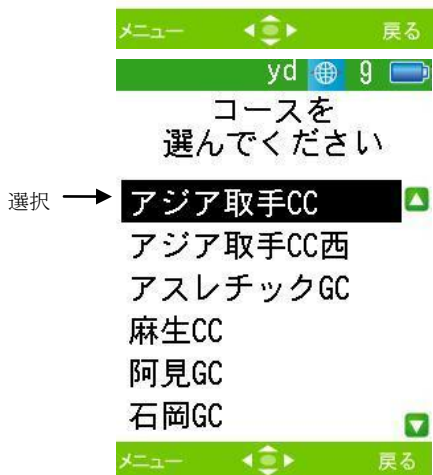 メニュー 戻る
yd 9
コースを
選んでください
選択 アジア取手CC
アジア取手CC西
アスレチックGC
麻生CC
阿見GC
石岡GC
メニュー 戻る